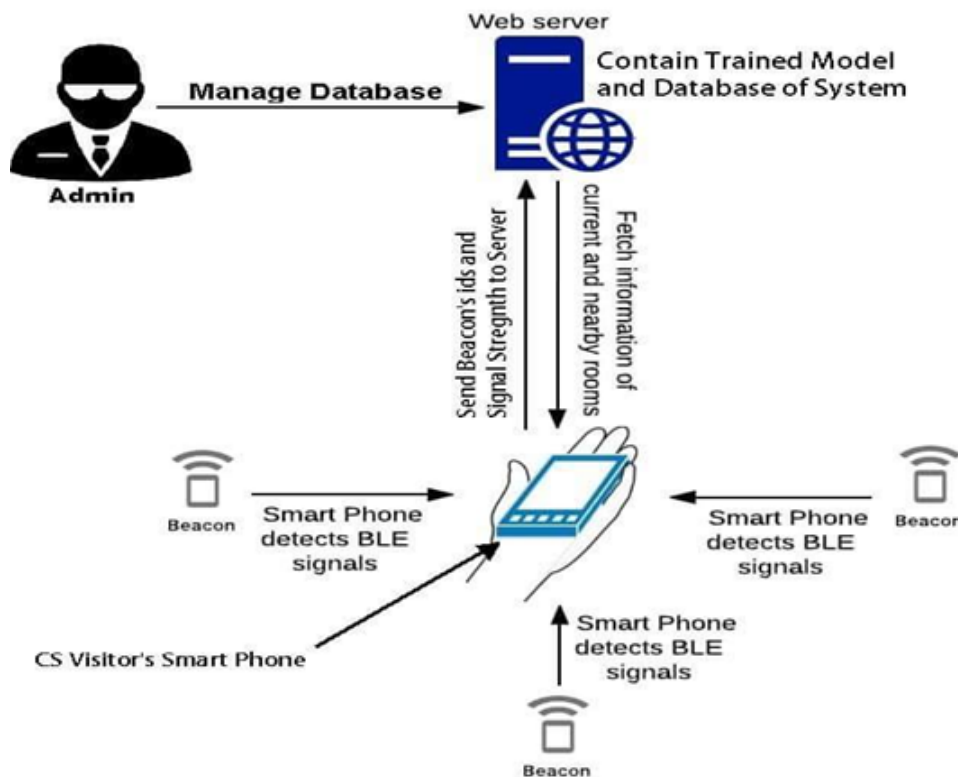 Web server
Contain Trained Model
and Database of System
Manage Database
Admin
Send Beacon's ids and
Signal Stregnth to Server
Fetch information of
current and nearby rooms
Beacon
Smart Phone
detects BLE
signals
Beacon
Smart Phone
detects BLE
signals
CS Visitor's Smart Phone
Smart Phone
detects BLE
signals
Beacon